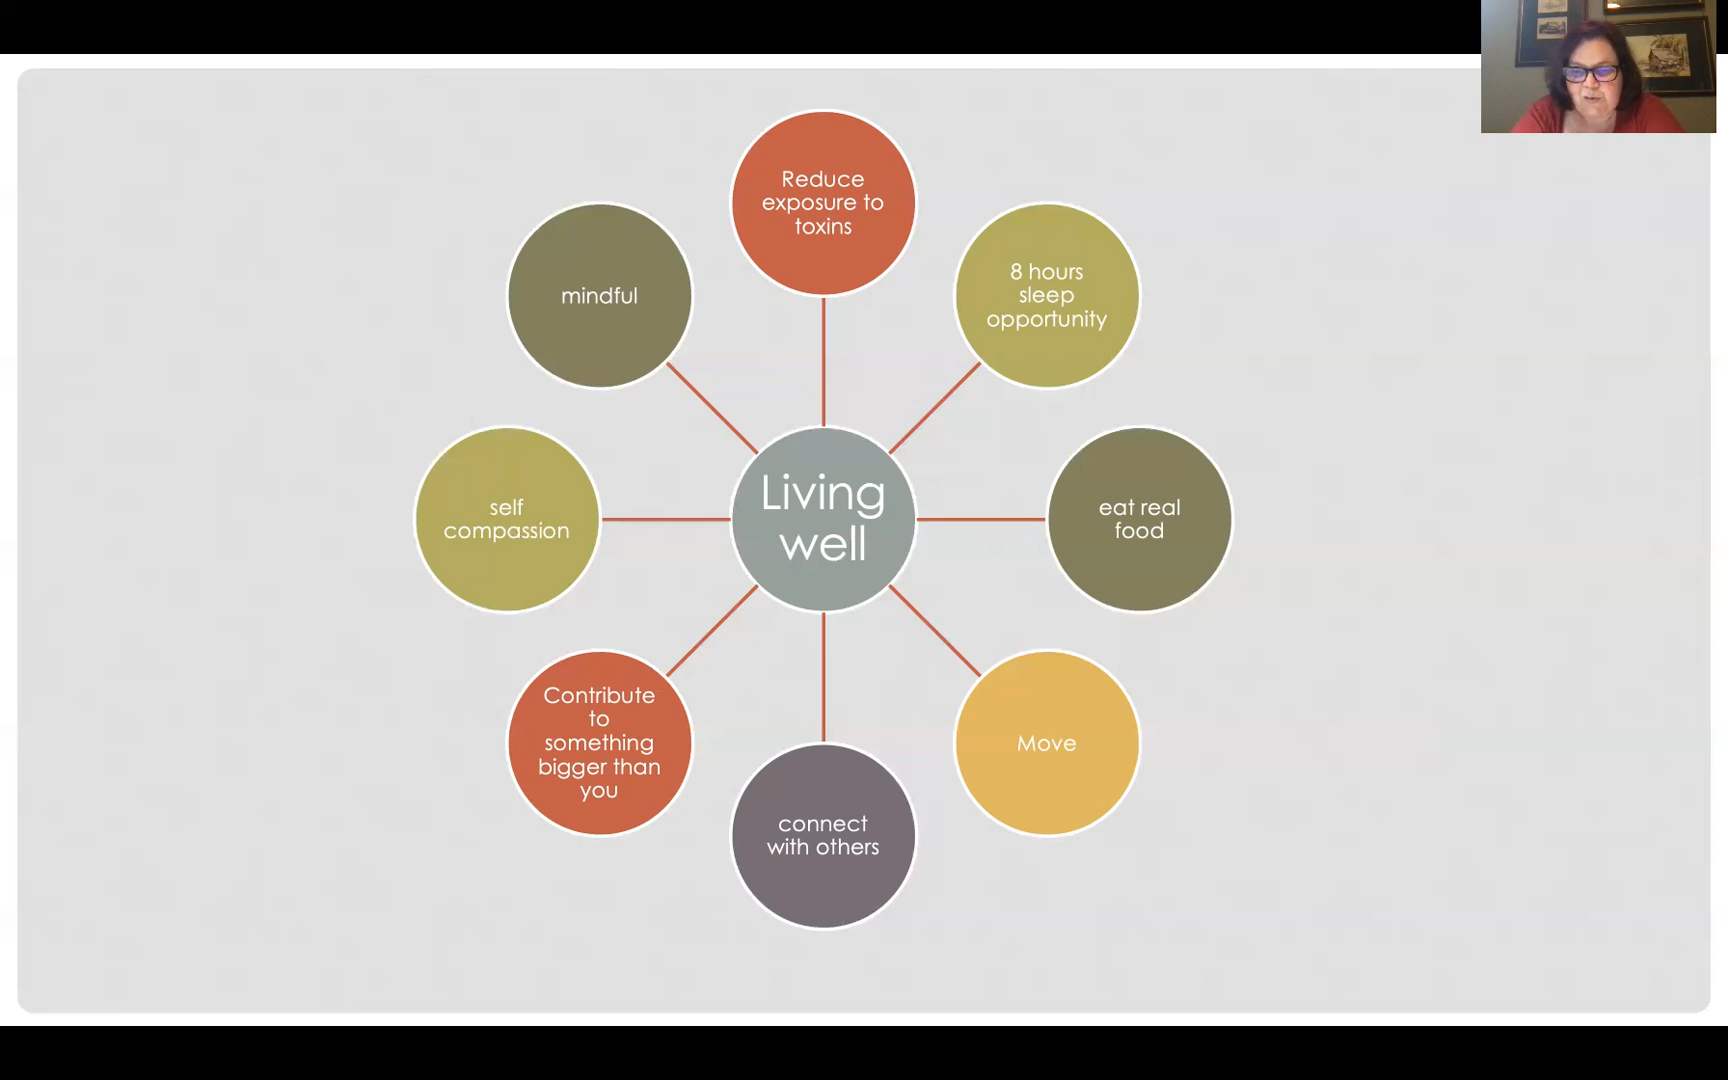 Reduce
exposure to
toxins
8 hours
sleep
opportunity
eat real
food
Move
connect
with others
Contribute
to
something
bigger than
you
self
compassion
mindful
Living
well